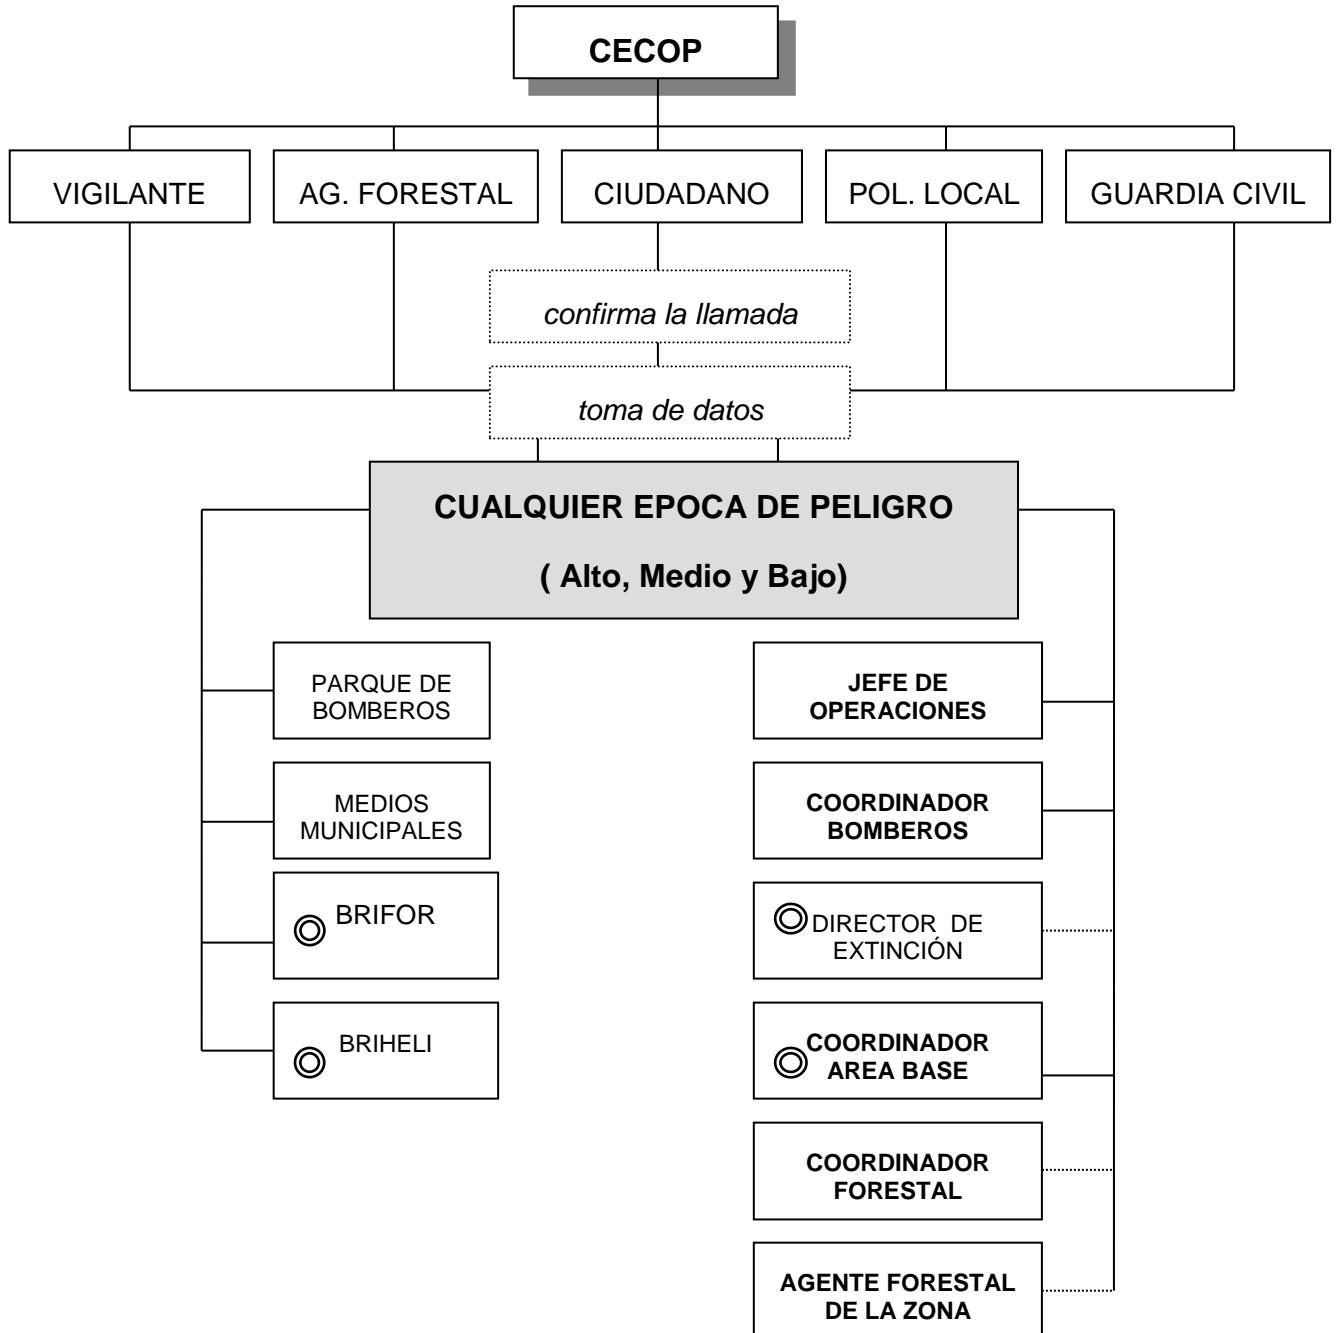 CECOP
VIGILANTE
AG. FORESTAL
CIUDADANO
POL. LOCAL
GUARDIA CIVIL
confirma la llamada
toma de datos
CUALQUIER EPOCA DE PELIGRO
( Alto, Medio y Bajo)
PARQUE DE
BOMBEROS
MEDIOS
MUNICIPALES
BRIFOR
BRIHELI
JEFE DE
OPERACIONES
COORDINADOR
BOMBEROS
DIRECTOR DE
EXTINCIÓN
COORDINADOR
AREA BASE
COORDINADOR
FORESTAL
AGENTE FORESTAL
DE LA ZONA